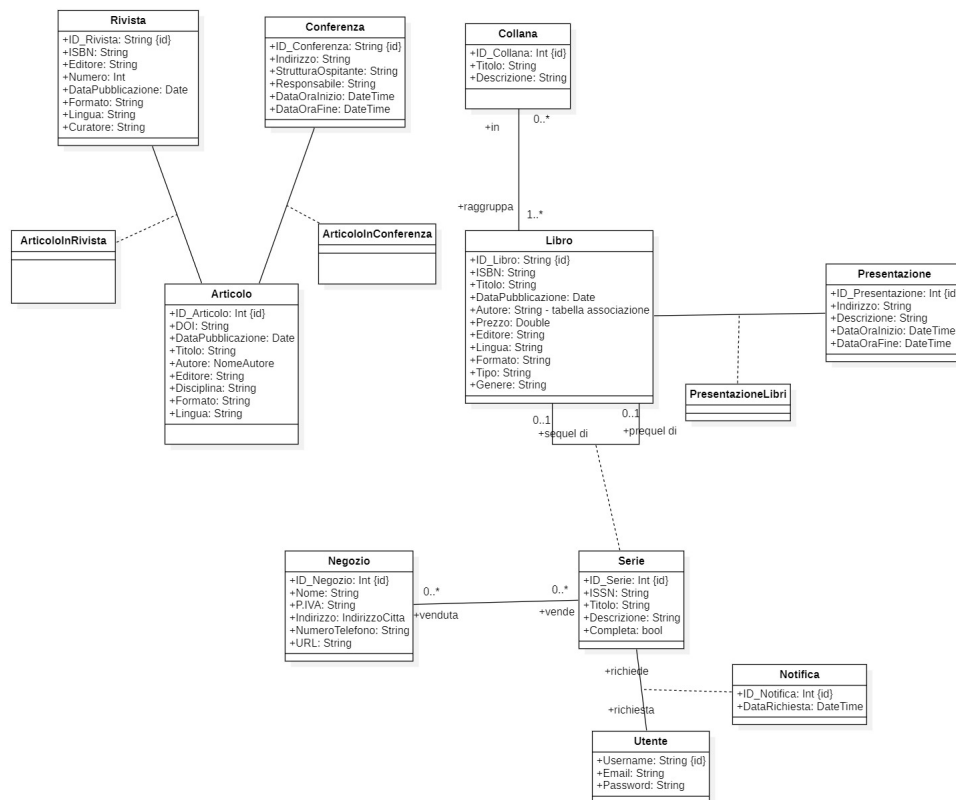 Rivista
+ID_Rivista: String {id}
+ISBN: String
+Editore: String
+Numero: Int
+DataPubblicazione: Date
+Formato: String
+Lingua: String
+Curatore: String
Conferenza
+ID_Conferenza: String {id}
+Indirizzo: String
+StrutturaOspitante: String
+Responsabile: String
+DataOraInizio: DateTime
+DataOraFine: DateTime
Collana
+ID_Collana: Int {id}
+Titolo: String
+Descrizione: String
0..*
+in
+raggruppa
1..*
ArticoloInRivista
ArticoloInConferenza
Articolo
+ID_Articolo: Int {id}
+DOI: String
+DataPubblicazione: Date
+Titolo: String
+Autore: NomeAutore
+Editore: String
+Disciplina: String
+Formato: String
+Lingua: String
Libro
+ID_Libro: String {id}
+ISBN: String
+Titolo: String
+DataPubblicazione: Date
+Autore: String - tabella associazione
+Prezzo: Double
+Editore: String
+Lingua: String
+Formato: String
+Tipo: String
+Genere: String
Presentazione
+ID_Presentazione: Int {id
+Indirizzo: String
+Descrizione: String
+DataOraInizio: DateTime
+DataOraFine: DateTime
PresentazioneLibri
0..1
+sequel di
0..1
+prequel di
Negozio
+ID_Negozio: Int {id}
+Nome: String
+P.IVA: String
+Indirizzo: IndirizzoCitta
+NumeroTelefono: String
+URL: String
0..*
+venduta
0..*
+vende
Serie
+ID_Serie: Int {id}
+ISSN: String
+Titolo: String
+Descrizione: String
+Completa: bool
+richiede
+richiesta
Notifica
+ID_Notifica: Int {id}
+DataRichiesta: DateTime
Utente
+Username: String {id}
+Email: String
+Password: String